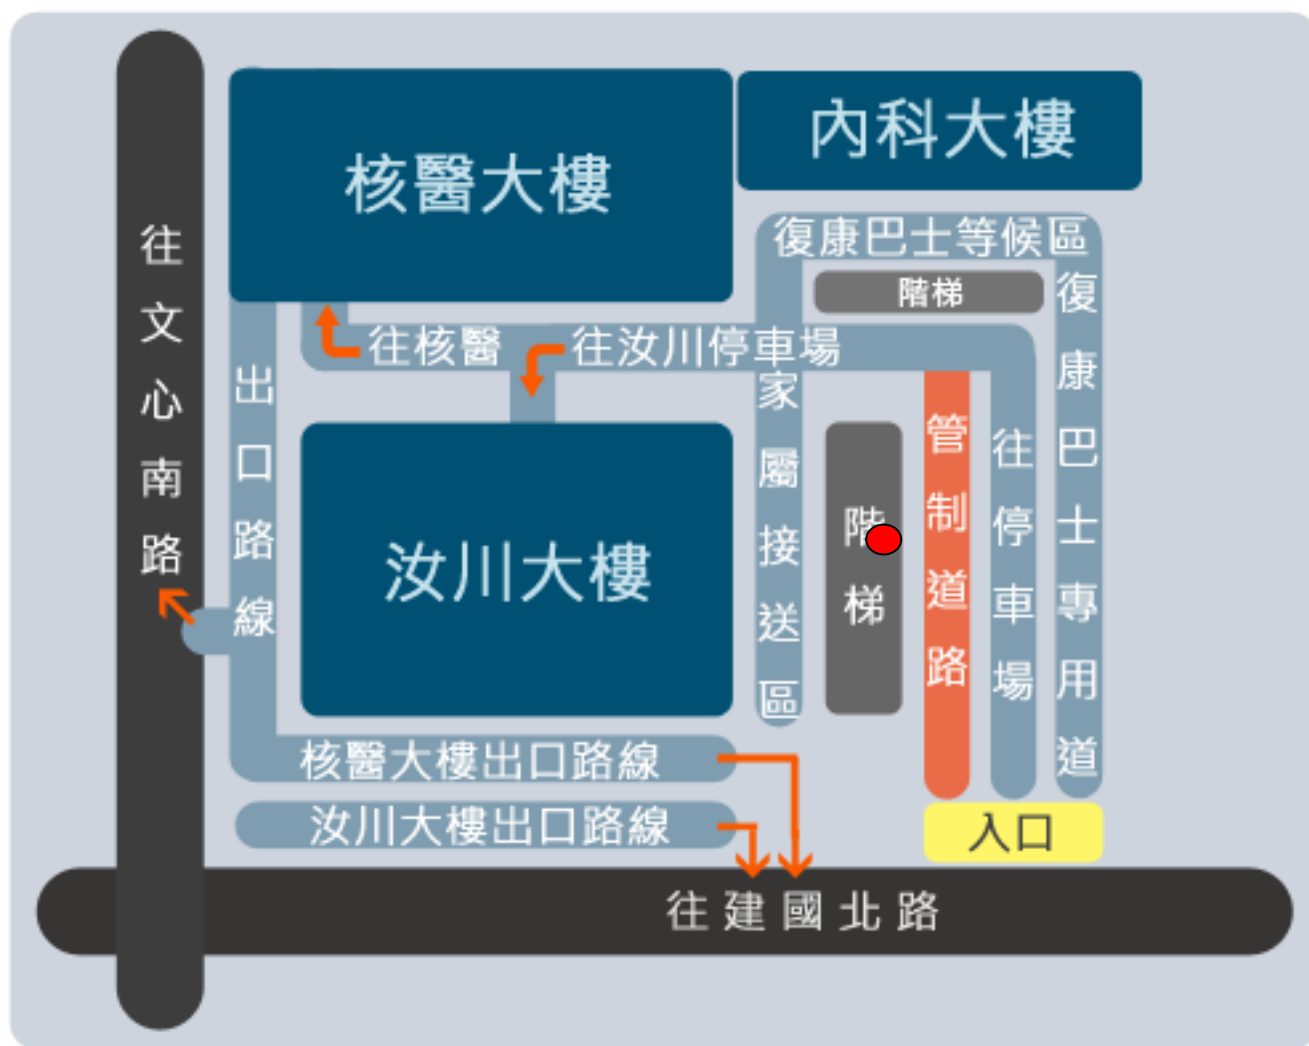 內科大樓
核醫大樓
往文心南路
復康巴士等候區
階梯
復康巴士專用道
往核醫
往汝川停車場
出口路線
家屬接送區
管制道路
往停車場
階梯
汝川大樓
核醫大樓出口路線
汝川大樓出口路線
入口
往建國北路